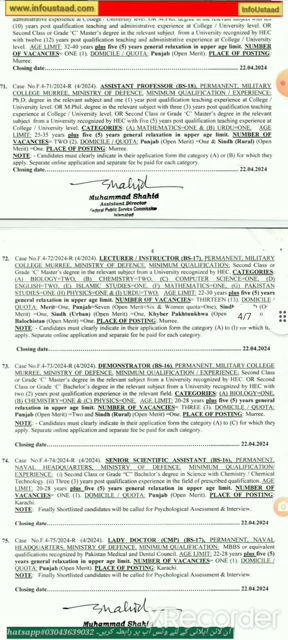 www.infoustaad.com
InfoUstaad
administrative experience at College / University level. OR M.Phil. degree in the relevant subject from
(18) years post qualification teaching and administrative experience at College / University level. OR
Second Class or Grade 'C' Master's degree in the relevant subject from a University recognized by HEC
with twelve (12) years post qualification teaching and administrative experience at College / University
level. AGE LIMIT: 32-40 years plus five (5) years general relaxation in upper age limit. NUMBER OF
VACANCIES= ONE (1). DOMICILE / QUOTA: Punjab (Open Merit). PLACE OF POSTING:
Murree.
Closing date 22.04.2024
71. Case No.F.4-71/2024-R (4/2024). ASSISTANT PROFESSOR (BS-18), PERMANENT, MILITARY
COLLEGE MURREE, MINISTRY OF DEFENCE. MINIMUM QUALIFICATION / EXPERIENCE:
Ph.D. degree in the relevant subject and one (1) year post qualification teaching experience at College /
University level. OR M.Phil. degree in the relevant subject with three (3) years post qualification teaching
experience at College / University level. OR Second Class or Grade 'C' Master's degree in the relevant
subject from a University recognized by HEC with five (5) years post qualification teaching experience at
College / University level. CATEGORIES (A) MATHEMATICS=ONE & (B) URDU=ONE. AGE LIMIT:
25-35 years plus five (5) years general relaxation in upper age limit. NUMBER OF
VACANCIES= TWO (2). DOMICILE / QUOTA: Punjab (Open Merit) =One & Sindh (Rural) (Open
Merit) =One. PLACE OF POSTING: Murree.
NOTE: - Candidates must clearly indicate in their application form the category (A) or (B) for which they
apply. Separate online application and separate fee be paid for each category.
Shahid
Muhammad Shahid
Assistant Director
Federal Public Service Commission
Islamabad
4
72. Case No.F.4-72/2024-R (4/2024). LECTURER / INSTRUCTOR (BS-17), PERMANENT, MILITARY
COLLEGE MURREE, MINISTRY OF DEFENCE. MINIMUM QUALIFICATION: Second Class or
Grade 'C' Master's degree in the relevant subject from a University recognized by HEC. CATEGORIES:
(A) BIOLOGY=TWO, (B) CHEMISTRY=TWO, (C) COMPUTER SCIENCE=ONE, (D)
ENGLISH=TWO, (E) ISLAMIC STUDIES=ONE, (F) MATHEMATICS=ONE, (G) PAKISTAN
STUDIES=ONE (H) PHYSICS=ONE & (I) URDU=TWO. AGE LIMIT: 22-30 years plus five (5) years
general relaxation in upper age limit. NUMBER OF VACANCIES= THIRTEEN (13). DOMICILE /
QUOTA: Merit=One, Punjab=Seven (Open Merit=Six & Women quota=One), Sindh
Merit) =One, Sindh (Urban) (Open Merit) =One, Khyber Pakhtunkhwa (Open
Balochistan (Open Merit) =One. PLACE OF POSTING: Murree.
4/7
NOTE: - Candidates must clearly indicate in their application form the category (A) to (I) for which they
apply. Separate online application and separate fee be paid for each category.
Closing date 22.04.2024
73. Case No.F.4-73/2024-R (4/2024). DEMONSTRATOR (BS-16), PERMANENT, MILITARY COLLEGE
MURREE, MINISTRY OF DEFENCE. MINIMUM QUALIFICATION / EXPERIENCE: (i) Second Class
or Grade 'C' Master's degree in the relevant subject from a University recognized by HEC. OR Second
Class or Grade 'C' Bachelor's degree in the relevant subject from a University recognized by HEC with
two (2) years post qualification experience in the relevant field. CATEGORIES: (A) BIOLOGY=ONE,
(B) CHEMISTRY=ONE & (C) PHYSICS=ONE. AGE LIMIT: 20-28 years plus five (5) years general
relaxation in upper age limit. NUMBER OF VACANCIES= THREE (3). DOMICILE / QUOTA:
Punjab (Open Merit) =Two and Sindh (Rural) (Open Merit) =One. PLACE OF POSTING: Murree.
NOTE: - Candidates must clearly indicate in their application form the category (A) to (C) for which they
apply. Separate online application and separate fee be paid for each category.
Closing date 22.04.2024
74. Case No.F.4-74/2024-R (4/2024). SENIOR SCIENTIFIC ASSISTANT (BS-16), PERMANENT,
NAVAL HEADQUARTERS, MINISTRY OF DEFENCE. MINIMUM QUALIFICATION/
EXPERIENCE: (i) Second Class or Grade 'C' Bachelor's degree in Science with Chemistry / Chemical
Technology. (ii) Three (3) years post qualification experience in the field of prescribed qualification. AGE
LIMIT: 20-28 years plus five (5) years general relaxation in upper age limit. NUMBER OF
VACANCIES= ONE (1). DOMICILE / QUOTA: Punjab (Open Merit). PLACE OF POSTING:
Karachi.
NOTE: Finally Shortlisted candidates will be called for Psychological Assessment & Interview.
Closing date 22.04.2024
75. Case No.F.4-75/2024-R (4/2024). LADY DOCTOR (CMP) (BS-17), PERMANENT, NAVAL
HEADQUARTERS, MINISTRY OF DEFENCE. MINIMUM QUALIFICATION: MBBS or equivalent
qualifications recognized by Pakistan Medical and Dental Council. AGE LIMIT: 22-28 years plus five (5)
years general relaxation in upper age limit. NUMBER OF VACANCIES= ONE (1). DOMICILE /
QUOTA: Punjab (Open Merit). PLACE OF POSTING: Karachi.
NOTE: Finally Shortlisted candidates will be called for Psychological Assessment & Interview.
Closing date 22.04.2024
Shahid
Muhammad Shahid
XRecorder
hatsapp#03043639032 آن لائن اپلائی کے لئے واٹس آپ پر رابطہ کریں